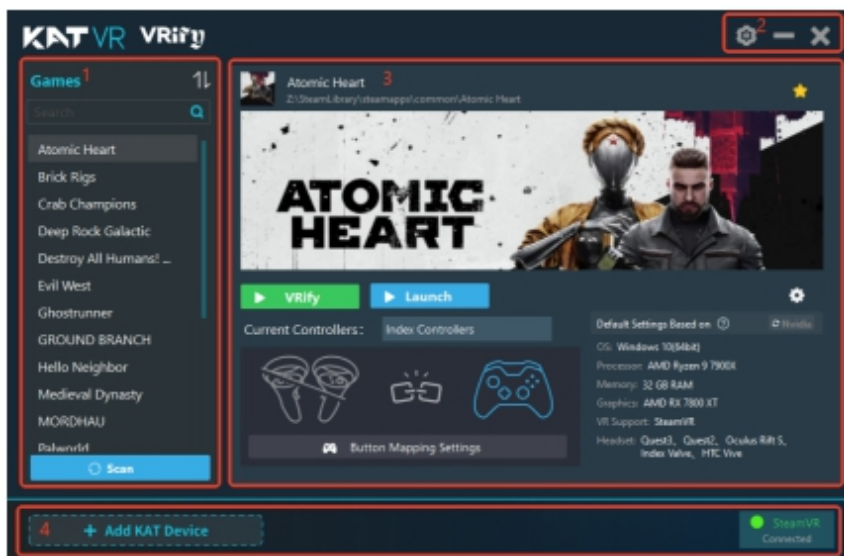 KAT VR VRify
2
Games 1
Search
Atomic Heart
Brick Rigs
Crab Champions
Deep Rock Galactic
Destroy All Humans! ...
Evil West
Ghostrunner
GROUND BRANCH
Hello Neighbor
Medieval Dynasty
MORDHAU
Palworld
Scan
Atomic Heart 3
Z:\SteamLibrary\steamapps\common\Atomic Heart
ATOMIC
HEART
VRify
Launch
Current Controllers: Index Controllers
Button Mapping Settings
Default Settings Based on ? Nvidia
OS: Windows 10(64bit)
Processor: AMD Ryzen 9 7900X
Memory: 32 GB RAM
Graphics: AMD RX 7800 XT
VR Support: SteamVR
Headset: Quest3、Quest2、Oculus Rift S、
Index Valve、HTC Vive
4 + Add KAT Device
SteamVR
Connected